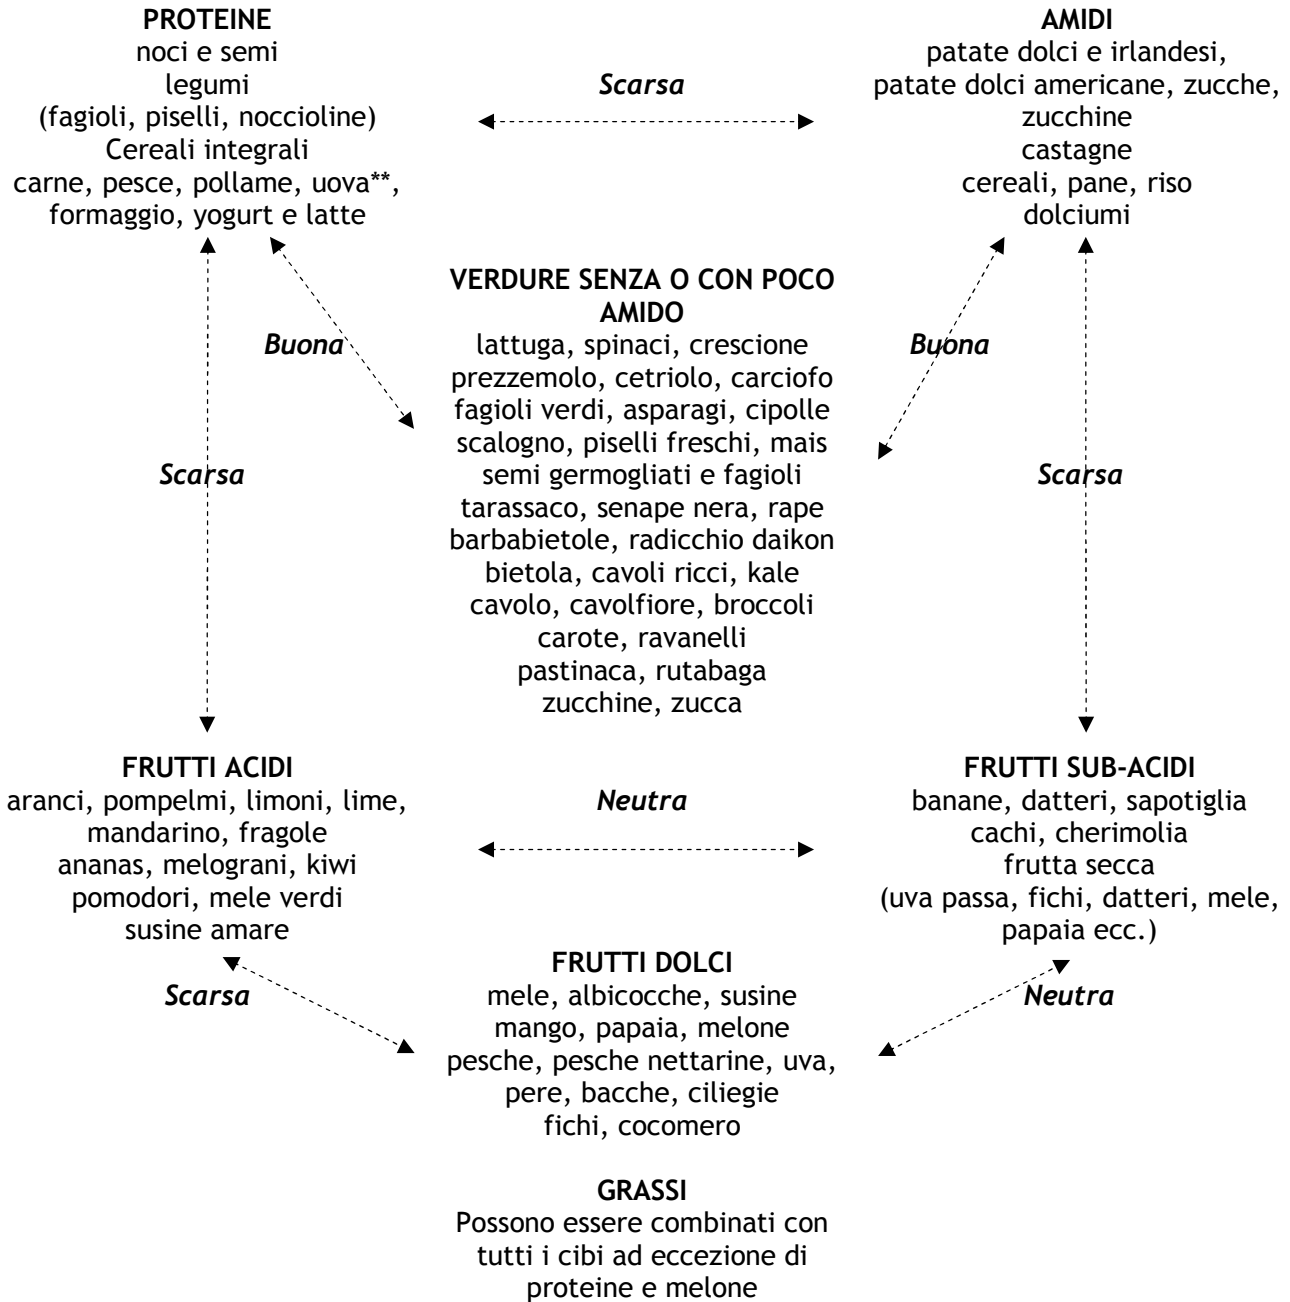 PROTEINE
noci e semi
legumi
(fagioli, piselli, noccioline)
Cereali integrali
carne, pesce, pollame, uova**,
formaggio, yogurt e latte
Scarsa
AMIDI
patate dolci e irlandesi,
patate dolci americane, zucche,
zucchine
castagne
cereali, pane, riso
dolciumi
Buona
VERDURE SENZA O CON POCO
AMIDO
lattuga, spinaci, crescione
prezzemolo, cetriolo, carciofo
fagioli verdi, asparagi, cipolle
scalogno, piselli freschi, mais
semi germogliati e fagioli
tarassaco, senape nera, rape
barbabietole, radicchio daikon
bietola, cavoli ricci, kale
cavolo, cavolfiore, broccoli
carote, ravanelli
pastinaca, rutabaga
zucchine, zucca
Buona
Scarsa
Scarsa
FRUTTI ACIDI
aranci, pompelmi, limoni, lime,
mandarino, fragole
ananas, melograni, kiwi
pomodori, mele verdi
susine amare
Neutra
FRUTTI SUB-ACIDI
banane, datteri, sapotiglia
cachi, cherimolia
frutta secca
(uva passa, fichi, datteri, mele,
papaia ecc.)
Scarsa
FRUTTI DOLCI
mele, albicocche, susine
mango, papaia, melone
pesche, pesche nettarine, uva,
pere, bacche, ciliegie
fichi, cocomero
Neutra
GRASSI
Possono essere combinati con
tutti i cibi ad eccezione di
proteine e melone